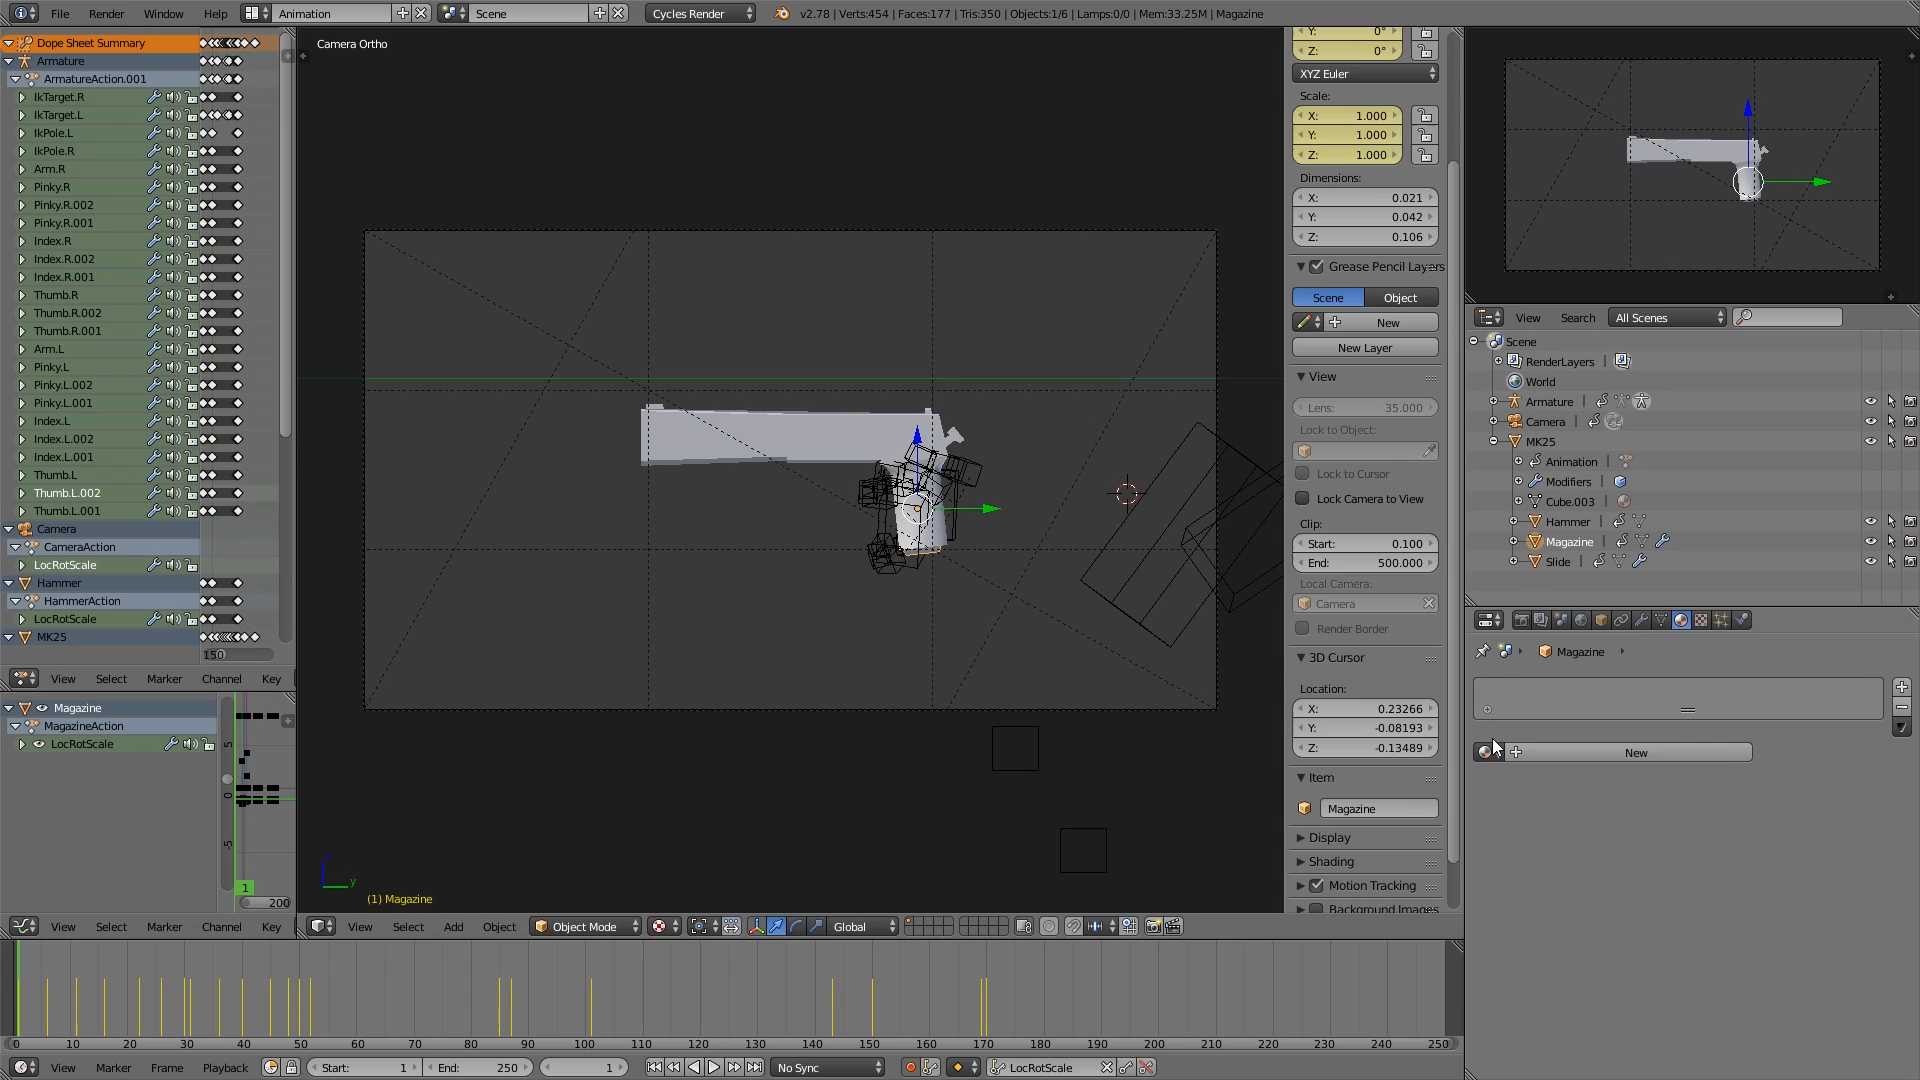 File Render Window Help Animation Scene Cycles Render v2.78 | Verts:454 | Faces:177 | Tris:350 | Objects:1/6 | Lamps:0/0 | Mem:33.25M | Magazine
Dope Sheet Summary
Armature
ArmatureAction.001
IkTarget.R
IkTarget.L
IkPole.L
IkPole.R
Arm.R
Pinky.R
Pinky.R.002
Pinky.R.001
Index.R
Index.R.002
Index.R.001
Thumb.R
Thumb.R.002
Thumb.R.001
Arm.L
Pinky.L
Pinky.L.002
Pinky.L.001
Index.L
Index.L.002
Index.L.001
Thumb.L
Thumb.L.002
Thumb.L.001
Camera
CameraAction
LocRotScale
Hammer
HammerAction
LocRotScale
MK25
150
View Select Marker Channel Key
Magazine
MagazineAction
LocRotScale
5
0
-5
1
200
View Select Marker Channel Key
Camera Ortho
z
y
(1) Magazine
View Select Add Object Object Mode Global
Y: 0°
Z: 0°
XYZ Euler
Scale:
X: 1.000
Y: 1.000
Z: 1.000
Dimensions:
X: 0.021
Y: 0.042
Z: 0.106
Grease Pencil Layers
Scene Object
New
New Layer
View
Lens: 35.000
Lock to Object:
Lock to Cursor
Lock Camera to View
Clip:
Start: 0.100
End: 500.000
Local Camera:
Camera
Render Border
3D Cursor
Location:
X: 0.23266
Y: -0.08193
Z: -0.13489
Item
Magazine
Display
Shading
Motion Tracking
Background Images
View Search All Scenes
Scene
RenderLayers
World
Armature
Camera
MK25
Animation
Modifiers
Cube.003
Hammer
Magazine
Slide
Magazine
New
0 10 20 30 40 50 60 70 80 90 100 110 120 130 140 150 160 170 180 190 200 210 220 230 240 250
View Marker Frame Playback Start: 1 End: 250 1 No Sync LocRotScale